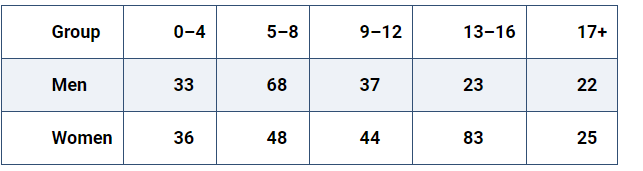 Group 0–4 5–8 9–12 13–16 17+
Men 33 68 37 23 22
Women 36 48 44 83 25